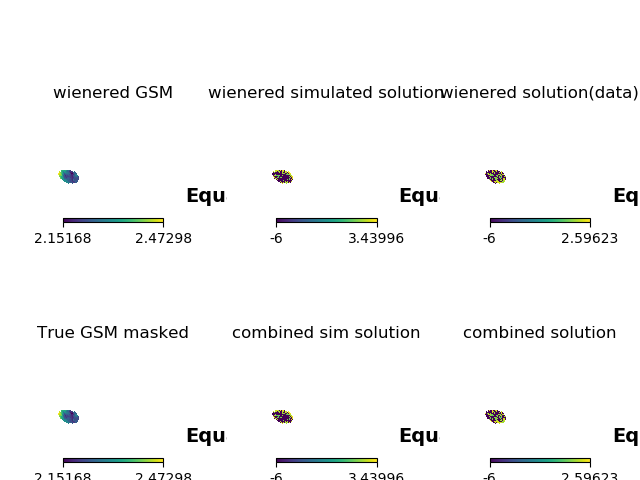 wienered GSM wienered simulated solution wienered solution(data)
Equ Equ Eq
2.15168 2.47298 -6 3.43996 -6 2.59623
True GSM masked combined sim solution combined solution
Equ Equ Eq
2.15168 2.47298 -6 3.43996 -6 2.59623